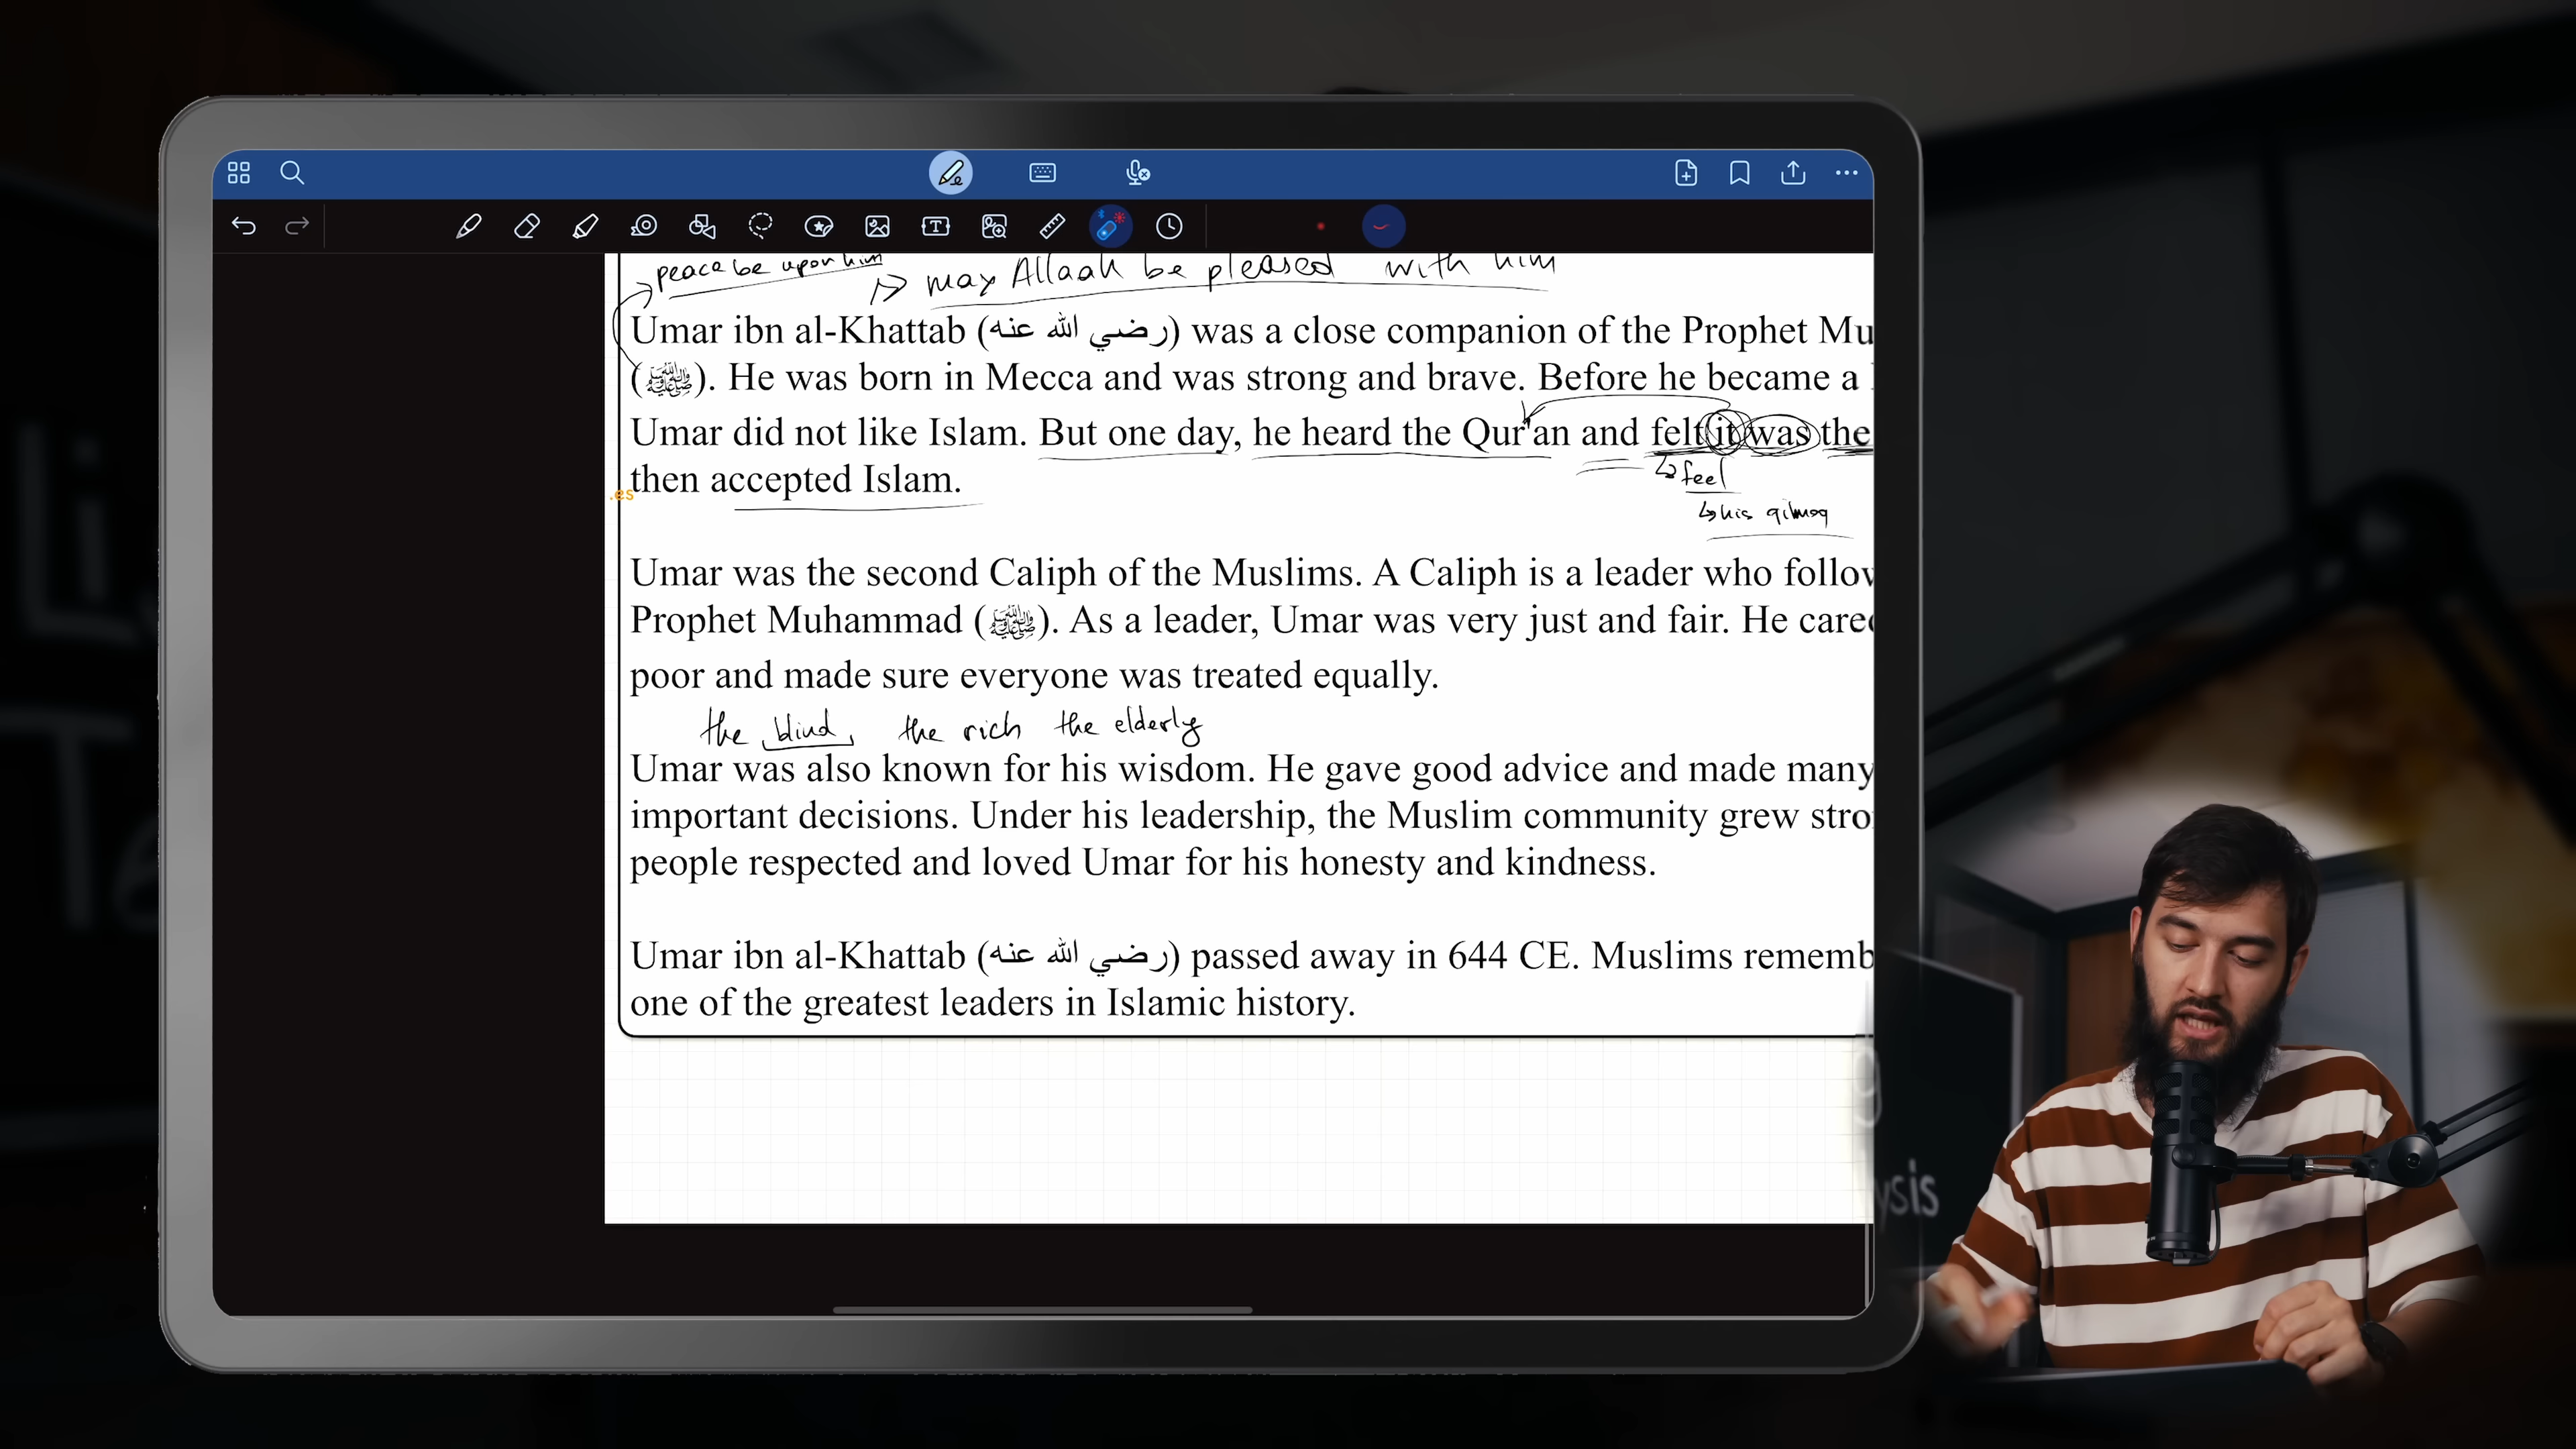 peace be upon him
may Allaah be pleased with him
Umar ibn al-Khattab (رضي الله عنه) was a close companion of the Prophet Mu
(ﷺ). He was born in Mecca and was strong and brave. Before he became a
Umar did not like Islam. But one day, he heard the Qur'an and felt it was the
feel
then accepted Islam.
.es
his qilmoq
Umar was the second Caliph of the Muslims. A Caliph is a leader who follow
Prophet Muhammad (ﷺ). As a leader, Umar was very just and fair. He cared
poor and made sure everyone was treated equally.
the blind, the rich the elderly
Umar was also known for his wisdom. He gave good advice and made many
important decisions. Under his leadership, the Muslim community grew stro
people respected and loved Umar for his honesty and kindness.
Umar ibn al-Khattab (رضي الله عنه) passed away in 644 CE. Muslims rememb
one of the greatest leaders in Islamic history.
ysis